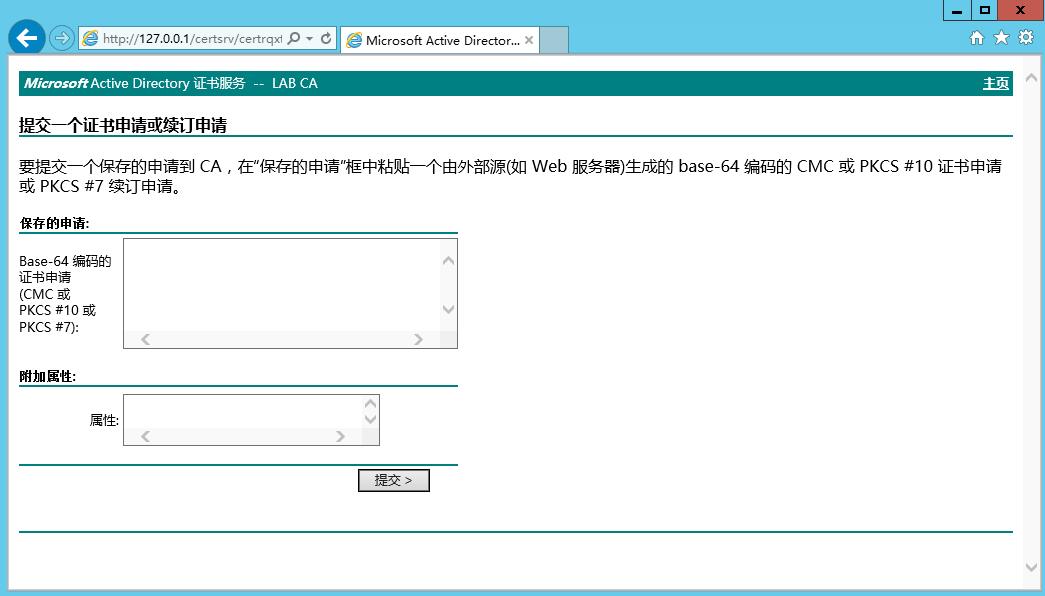 http://127.0.0.1/certsrv/certrqxt
Microsoft Active Director...
Microsoft Active Directory 证书服务 -- LAB CA
主页
提交一个证书申请或续订申请
要提交一个保存的申请到 CA，在“保存的申请”框中粘贴一个由外部源(如 Web 服务器)生成的 base-64 编码的 CMC 或 PKCS #10 证书申请
或 PKCS #7 续订申请。
保存的申请:
Base-64 编码的
证书申请
(CMC 或
PKCS #10 或
PKCS #7):
附加属性:
属性:
提交 >